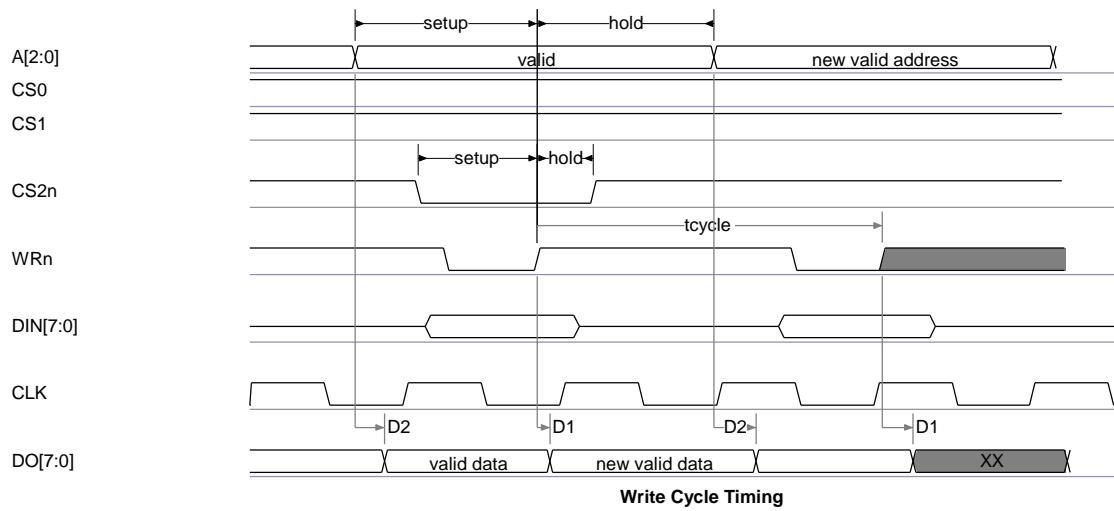 setup hold
A[2:0] valid new valid address
CS0
CS1
setup hold
CS2n
tcycle
WRn
DIN[7:0]
CLK
D2 D1 D2 D1
DO[7:0] valid data new valid data XX
Write Cycle Timing